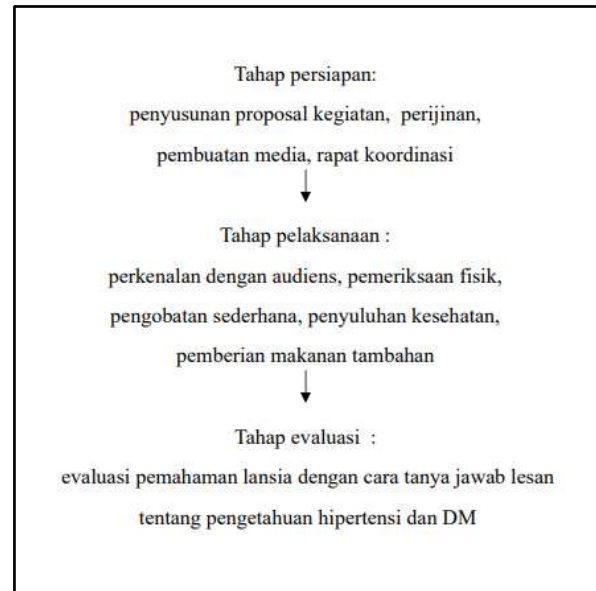 Tahap persiapan:
penyusunan proposal kegiatan, perijinan,
pembuatan media, rapat koordinasi
Tahap pelaksanaan :
perkenalan dengan audiens, pemeriksaan fisik,
pengobatan sederhana, penyuluhan kesehatan,
pemberian makanan tambahan
Tahap evaluasi :
evaluasi pemahaman lansia dengan cara tanya jawab lesan
tentang pengetahuan hipertensi dan DM